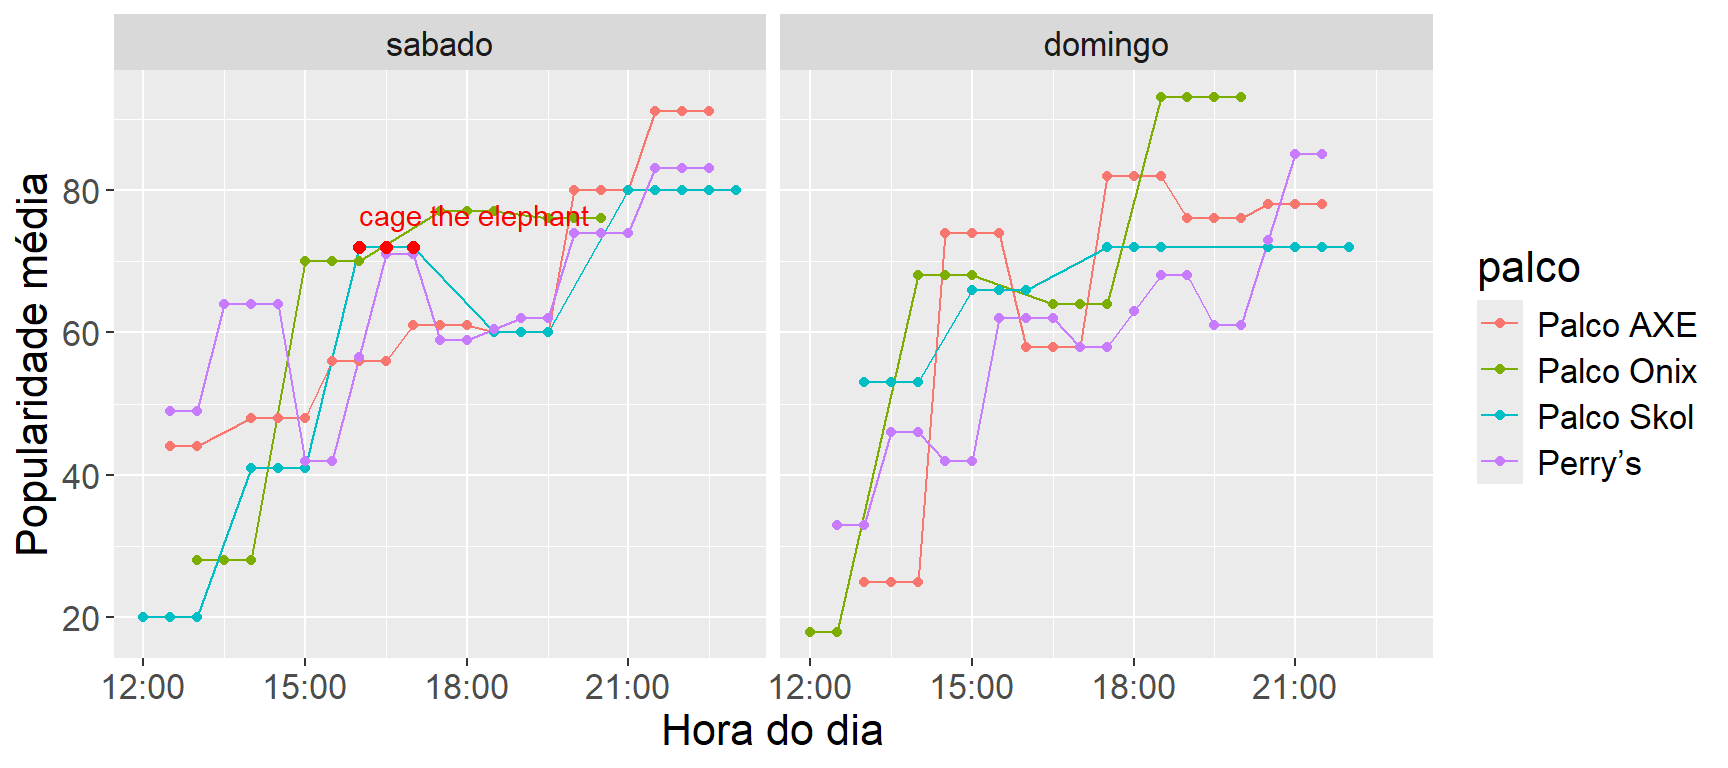 sabado
domingo
cage the elephant
Popularidade média
80
60
40
20
12:00 15:00 18:00 21:00
12:00 15:00 18:00 21:00
Hora do dia
palco
Palco AXE
Palco Onix
Palco Skol
Perry’s